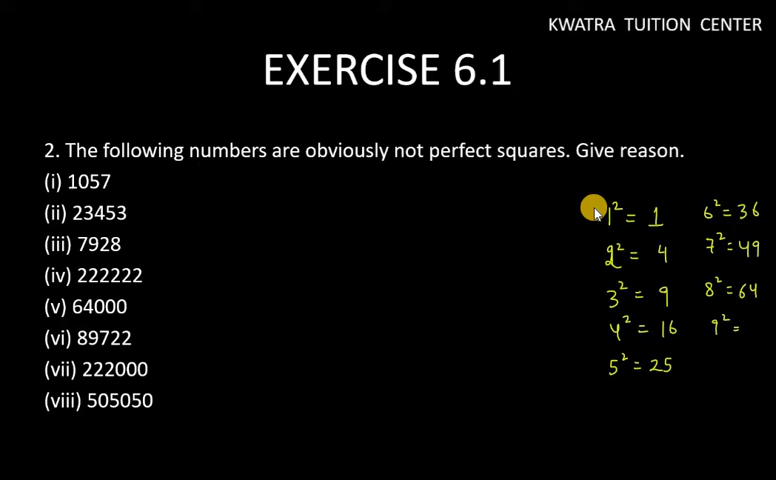 KWATRA TUITION CENTER
EXERCISE 6.1
2. The following numbers are obviously not perfect squares. Give reason.
(i) 1057
(ii) 23453
(iii) 7928
(iv) 222222
(v) 64000
(vi) 89722
(vii) 222000
(viii) 505050
1² = 1
2² = 4
3² = 9
4² = 16
5² = 25
6² = 36
7² = 49
8² = 64
9² =